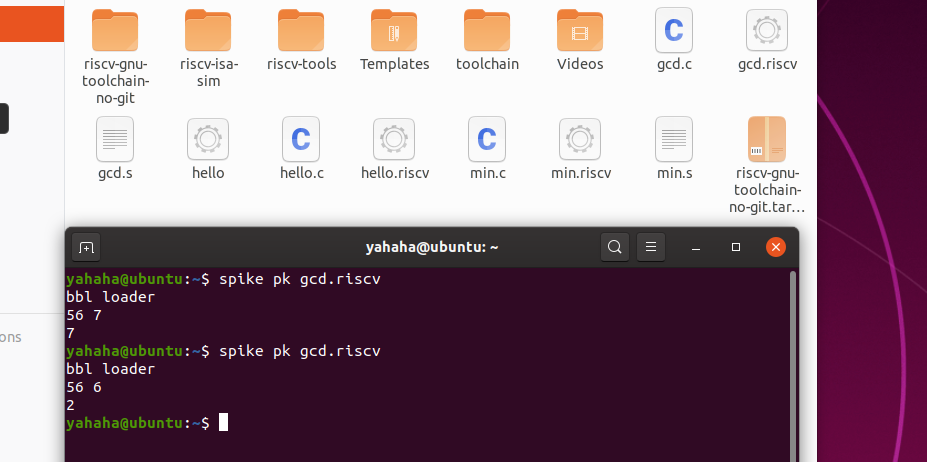 riscv-gnu-
toolchain-
no-git
riscv-isa-
sim
riscv-tools
Templates
toolchain
Videos
gcd.c
gcd.riscv
gcd.s
hello
hello.c
hello.riscv
min.c
min.riscv
min.s
riscv-gnu-
toolchain-
no-git.tar...
ons
yahaha@ubuntu: ~
yahaha@ubuntu:~$ spike pk gcd.riscv
bbl loader
56 7
7
yahaha@ubuntu:~$ spike pk gcd.riscv
bbl loader
56 6
2
yahaha@ubuntu:~$